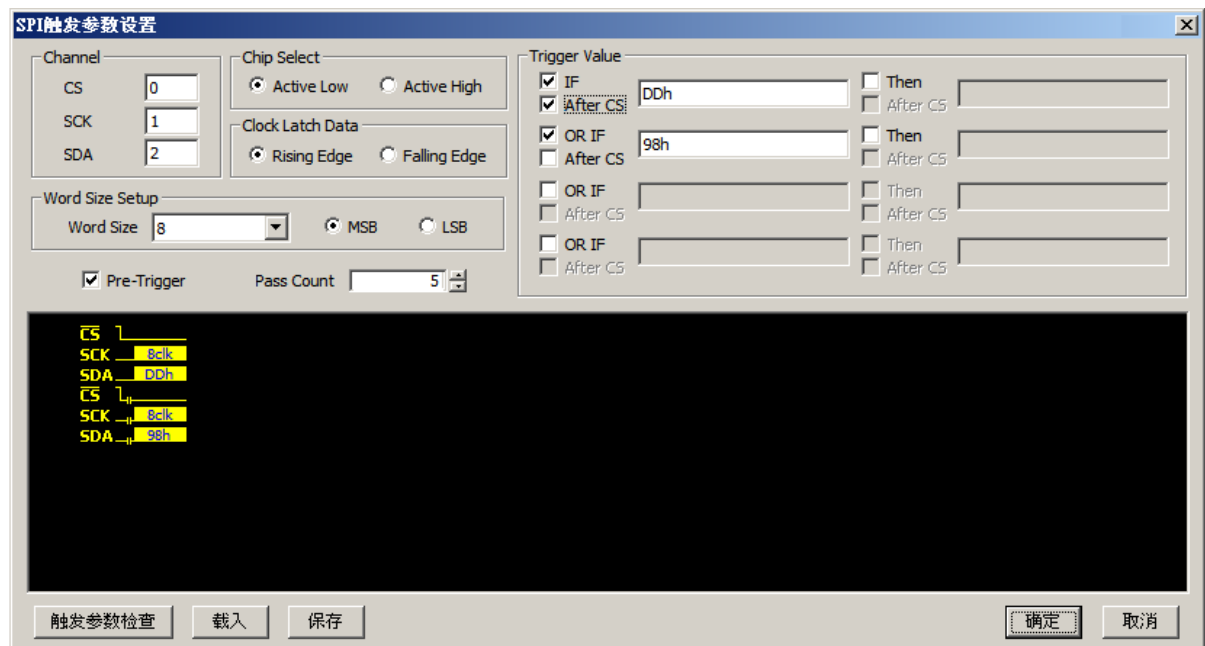 SPI触发参数设置
Channel
CS 0
SCK 1
SDA 2
Chip Select
Active Low Active High
Clock Latch Data
Rising Edge Falling Edge
Word Size Setup
Word Size 8 MSB LSB
Pre-Trigger Pass Count 5
Trigger Value
IF DDh Then
After CS After CS
OR IF 98h Then
After CS After CS
OR IF Then
After CS After CS
OR IF Then
After CS After CS
CS
SCK 8clk
SDA DDh
CS
SCK 8clk
SDA 98h
触发参数检查 载入 保存 确定 取消